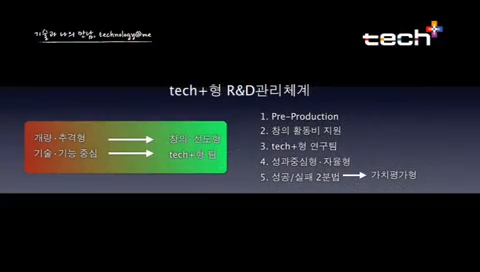 기술과 나의 만남, technology@me
tech+
tech+형 R&D관리체계
개량·추격형 → 창의·선도형
기술·기능 중심 → tech+형 팀
1. Pre-Production
2. 창의 활동비 지원
3. tech+형 연구팀
4. 성과중심형·자율형
5. 성공/실패 2분법 → 가치평가형